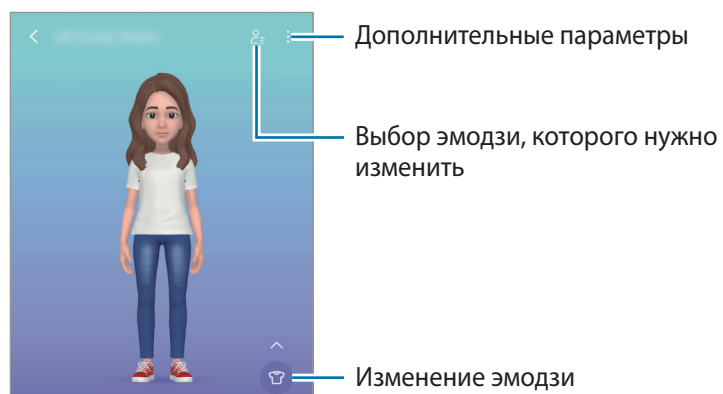 Дополнительные параметры
Выбор эмодзи, которого нужно
изменить
Изменение эмодзи